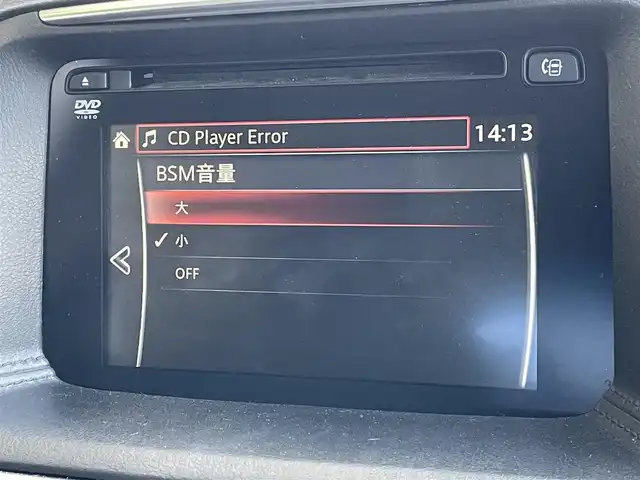 DVD
VIDEO
CD Player Error
14:13
BSM音量
大
小
OFF